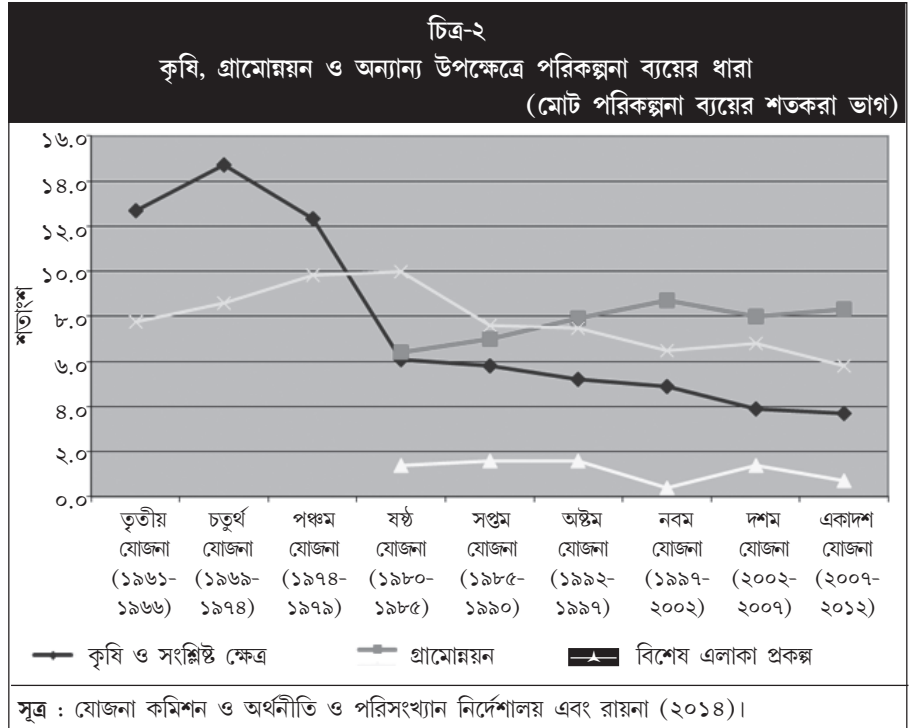 চিত্র-২
কৃষি, গ্রামোন্নয়ন ও অন্যান্য উপক্ষেত্রে পরিকল্পনা ব্যয়ের ধারা
(মোট পরিকল্পনা ব্যয়ের শতকরা ভাগ)
১৬.০
১৪.০
১২.০
১০.০
৮.০
৬.০
৪.০
২.০
০.০
শতাংশ
তৃতীয় চতুর্থ পঞ্চম ষষ্ঠ সপ্তম অষ্টম নবম দশম একাদশ
যোজনা যোজনা যোজনা যোজনা যোজনা যোজনা যোজনা যোজনা যোজনা
(১৯৬১- (১৯৬৯- (১৯৭৪- (১৯৮০- (১৯৮৫- (১৯৯২- (১৯৯৭- (২০০২- (২০০৭-
১৯৬৬) ১৯৭৪) ১৯৭৯) ১৯৮৫) ১৯৯০) ১৯৯৭) ২০০২) ২০০৭) ২০১২)
কৃষি ও সংশ্লিষ্ট ক্ষেত্র গ্রামোন্নয়ন বিশেষ এলাকা প্রকল্প
সূত্র : যোজনা কমিশন ও অর্থনীতি ও পরিসংখ্যান নির্দেশালয় এবং রায়না (২০১৪)।